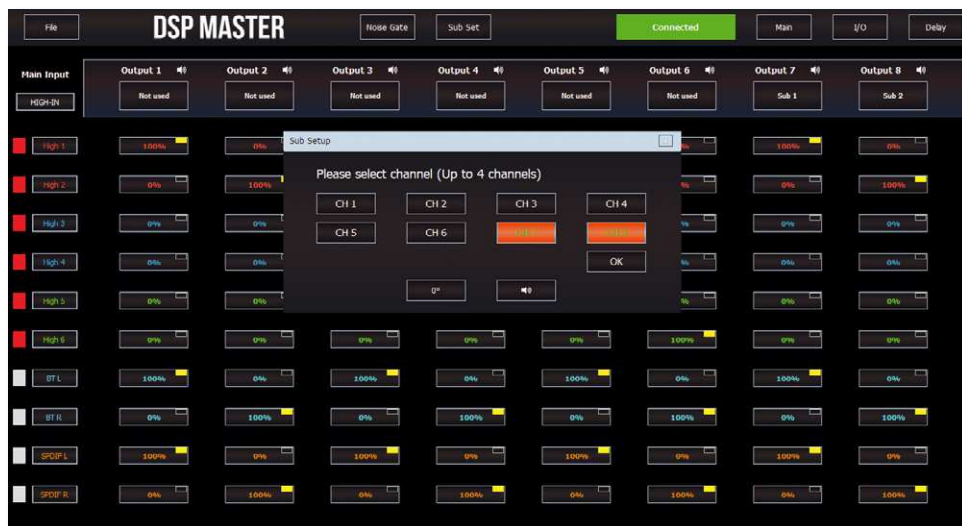 File DSP MASTER Noise Gate Sub Set Connected Main I/O Delay
Main Input Output 1 Output 2 Output 3 Output 4 Output 5 Output 6 Output 7 Output 8
HIGH-IN Not used Not used Not used Not used Not used Not used Sub 1 Sub 2
Sub Setup
High 1 100% 0% 100% 0%
Please select channel (Up to 4 channels)
High 2 0% 100% 0% 100%
CH 1 CH 2 CH 3 CH 4
High 3 0% 0% 0% 0%
CH 5 CH 6
High 4 0% 0% OK 0% 0%
High 5 0% 0% 0° 0% 0%
High 6 0% 0% 0% 0% 0% 100% 0% 0%
BT L 100% 0% 100% 0% 100% 0% 100% 0%
BT R 0% 100% 0% 100% 0% 100% 0% 100%
SPDIF L 100% 0% 100% 0% 100% 0% 100% 0%
SPDIF R 0% 100% 0% 100% 0% 100% 0% 100%